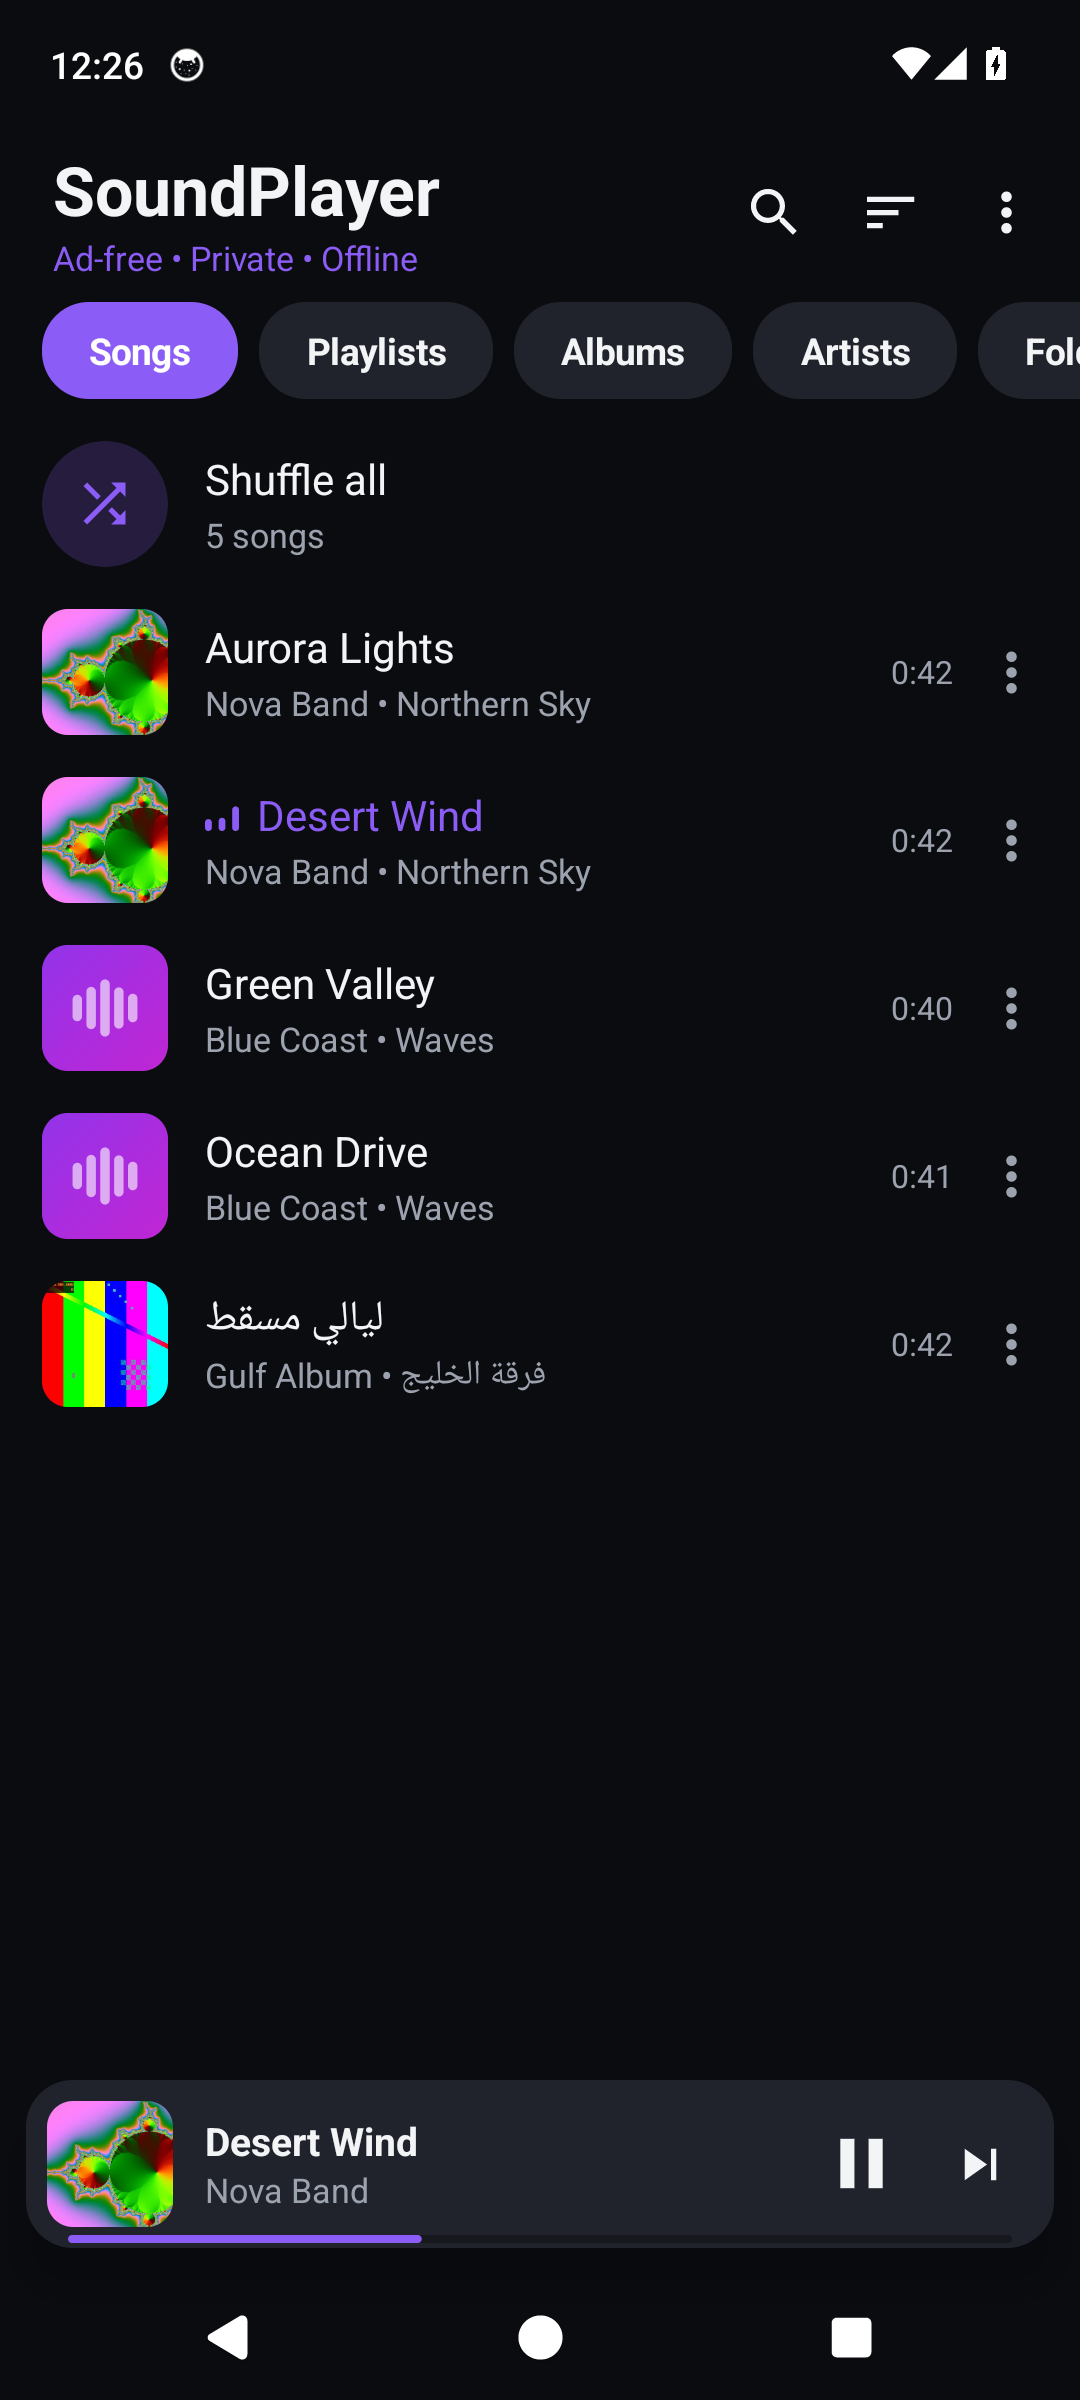 12:26
SoundPlayer
Ad-free • Private • Offline
Songs
Playlists
Albums
Artists
Shuffle all
5 songs
Aurora Lights
Nova Band • Northern Sky
0:42
Desert Wind
Nova Band • Northern Sky
0:42
Green Valley
Blue Coast • Waves
0:40
Ocean Drive
Blue Coast • Waves
0:41
ليالي مسقط
Gulf Album • فرقة الخليج
0:42
Desert Wind
Nova Band